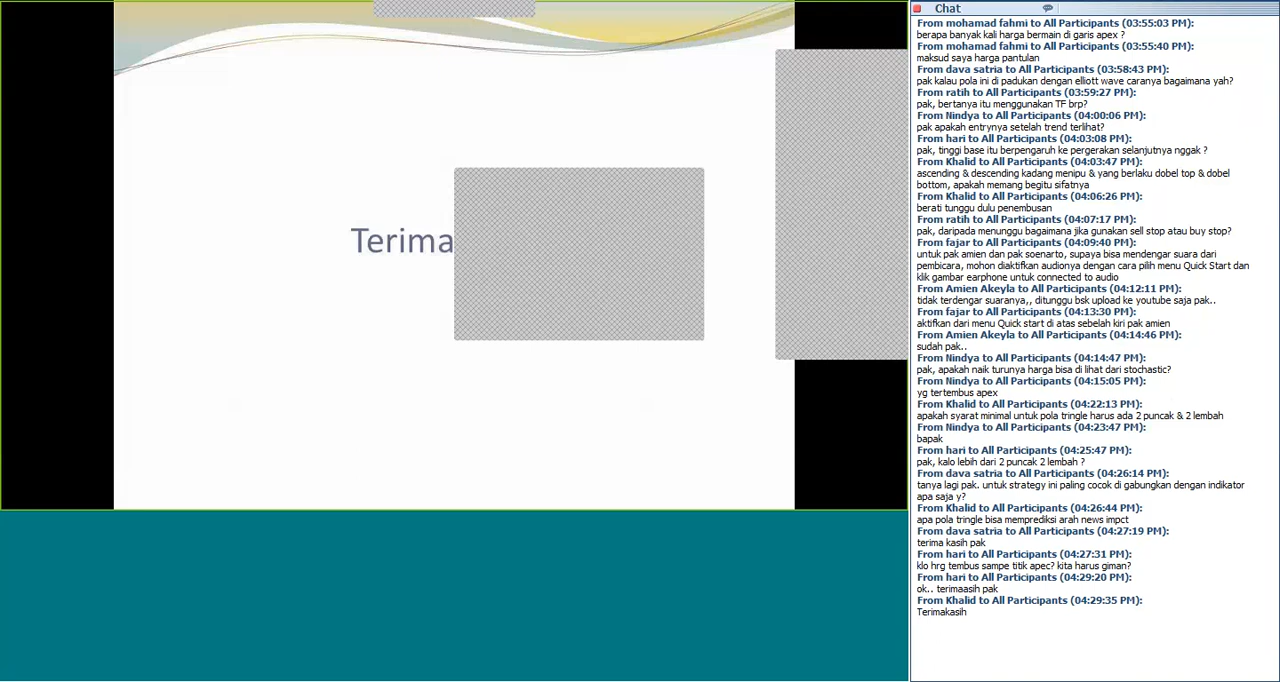 Terima
Chat
From mohamad fahmi to All Participants (03:55:03 PM):
berapa banyak kali harga bermain di garis apex ?
From mohamad fahmi to All Participants (03:55:40 PM):
maksud saya harga pantulan
From dava satria to All Participants (03:58:43 PM):
pak kalau pola ini di padukan dengan elliott wave caranya bagaimana yah?
From ratih to All Participants (03:59:27 PM):
pak, bertanya itu menggunakan TF brp?
From Nindya to All Participants (04:00:06 PM):
pak apakah entrynya setelah trend terlihat?
From hari to All Participants (04:03:08 PM):
pak, tinggi base itu berpengaruh ke pergerakan selanjutnya nggak ?
From Khalid to All Participants (04:03:47 PM):
ascending & descending kadang menipu & yang berlaku dobel top & dobel
bottom, apakah memang begitu sifatnya
From Khalid to All Participants (04:06:26 PM):
berati tunggu dulu penembusan
From ratih to All Participants (04:07:17 PM):
pak, daripada menunggu bagaimana jika gunakan sell stop atau buy stop?
From fajar to All Participants (04:09:40 PM):
untuk pak amien dan pak soenarto, supaya bisa mendengar suara dari
pembicara, mohon diaktifkan audionya dengan cara pilih menu Quick Start dan
klik gambar earphone untuk connected to audio
From Amien Akeyla to All Participants (04:12:11 PM):
tidak terdengar suaranya,, ditunggu bsk upload ke youtube saja pak..
From fajar to All Participants (04:13:30 PM):
aktifkan dari menu Quick start di atas sebelah kiri pak amien
From Amien Akeyla to All Participants (04:14:46 PM):
sudah pak..
From Nindya to All Participants (04:14:47 PM):
pak, apakah naik turunya harga bisa di lihat dari stochastic?
From Nindya to All Participants (04:15:05 PM):
yg tertembus apex
From Khalid to All Participants (04:22:13 PM):
apakah syarat minimal untuk pola tringle harus ada 2 puncak & 2 lembah
From Nindya to All Participants (04:23:47 PM):
bapak
From hari to All Participants (04:25:47 PM):
pak, kalo lebih dari 2 puncak 2 lembah ?
From dava satria to All Participants (04:26:14 PM):
tanya lagi pak. untuk strategy ini paling cocok di gabungkan dengan indikator
apa saja y?
From Khalid to All Participants (04:26:44 PM):
apa pola tringle bisa memprediksi arah news impct
From dava satria to All Participants (04:27:19 PM):
terima kasih pak
From hari to All Participants (04:27:31 PM):
klo hrg tembus sampe titik apec? kita harus giman?
From hari to All Participants (04:29:20 PM):
ok.. terimaasih pak
From Khalid to All Participants (04:29:35 PM):
Terimakasih